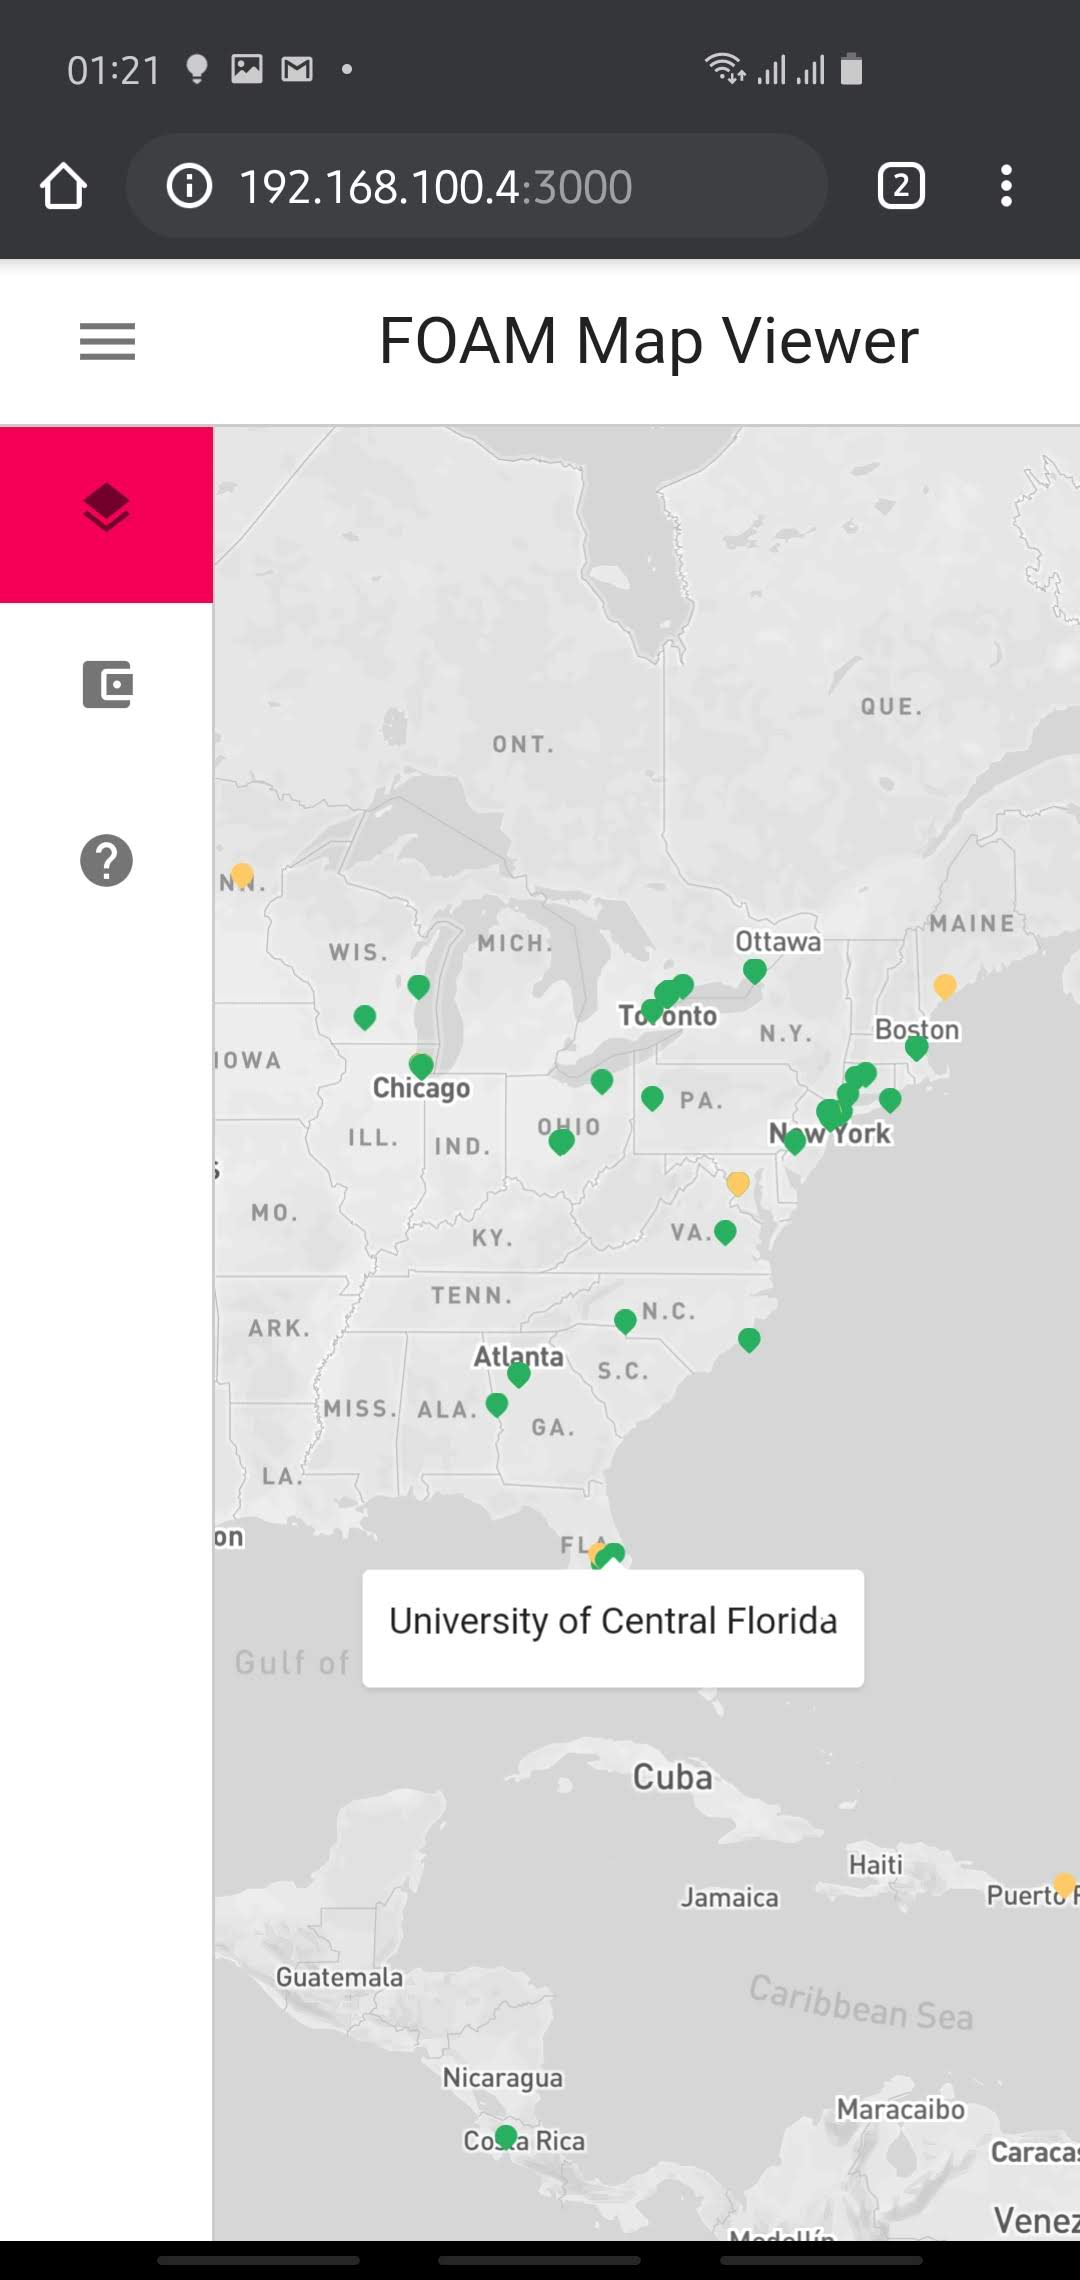 01:21
192.168.100.4:3000
2
FOAM Map Viewer
QUE.
ONT.
MAINE
Ottawa
WIS.
MICH.
Toronto
N.Y.
Boston
IOWA
Chicago
PA.
OHIO
New York
ILL.
IND.
MO.
VA.
KY.
TENN.
N.C.
ARK.
Atlanta
S.C.
MISS.
ALA.
GA.
LA.
on
FLA
University of Central Florida
Gulf of
Cuba
Haiti
Jamaica
Puerto
Guatemala
Caribbean Sea
Nicaragua
Maracaibo
Costa Rica
Caracas
Venez
Medellín